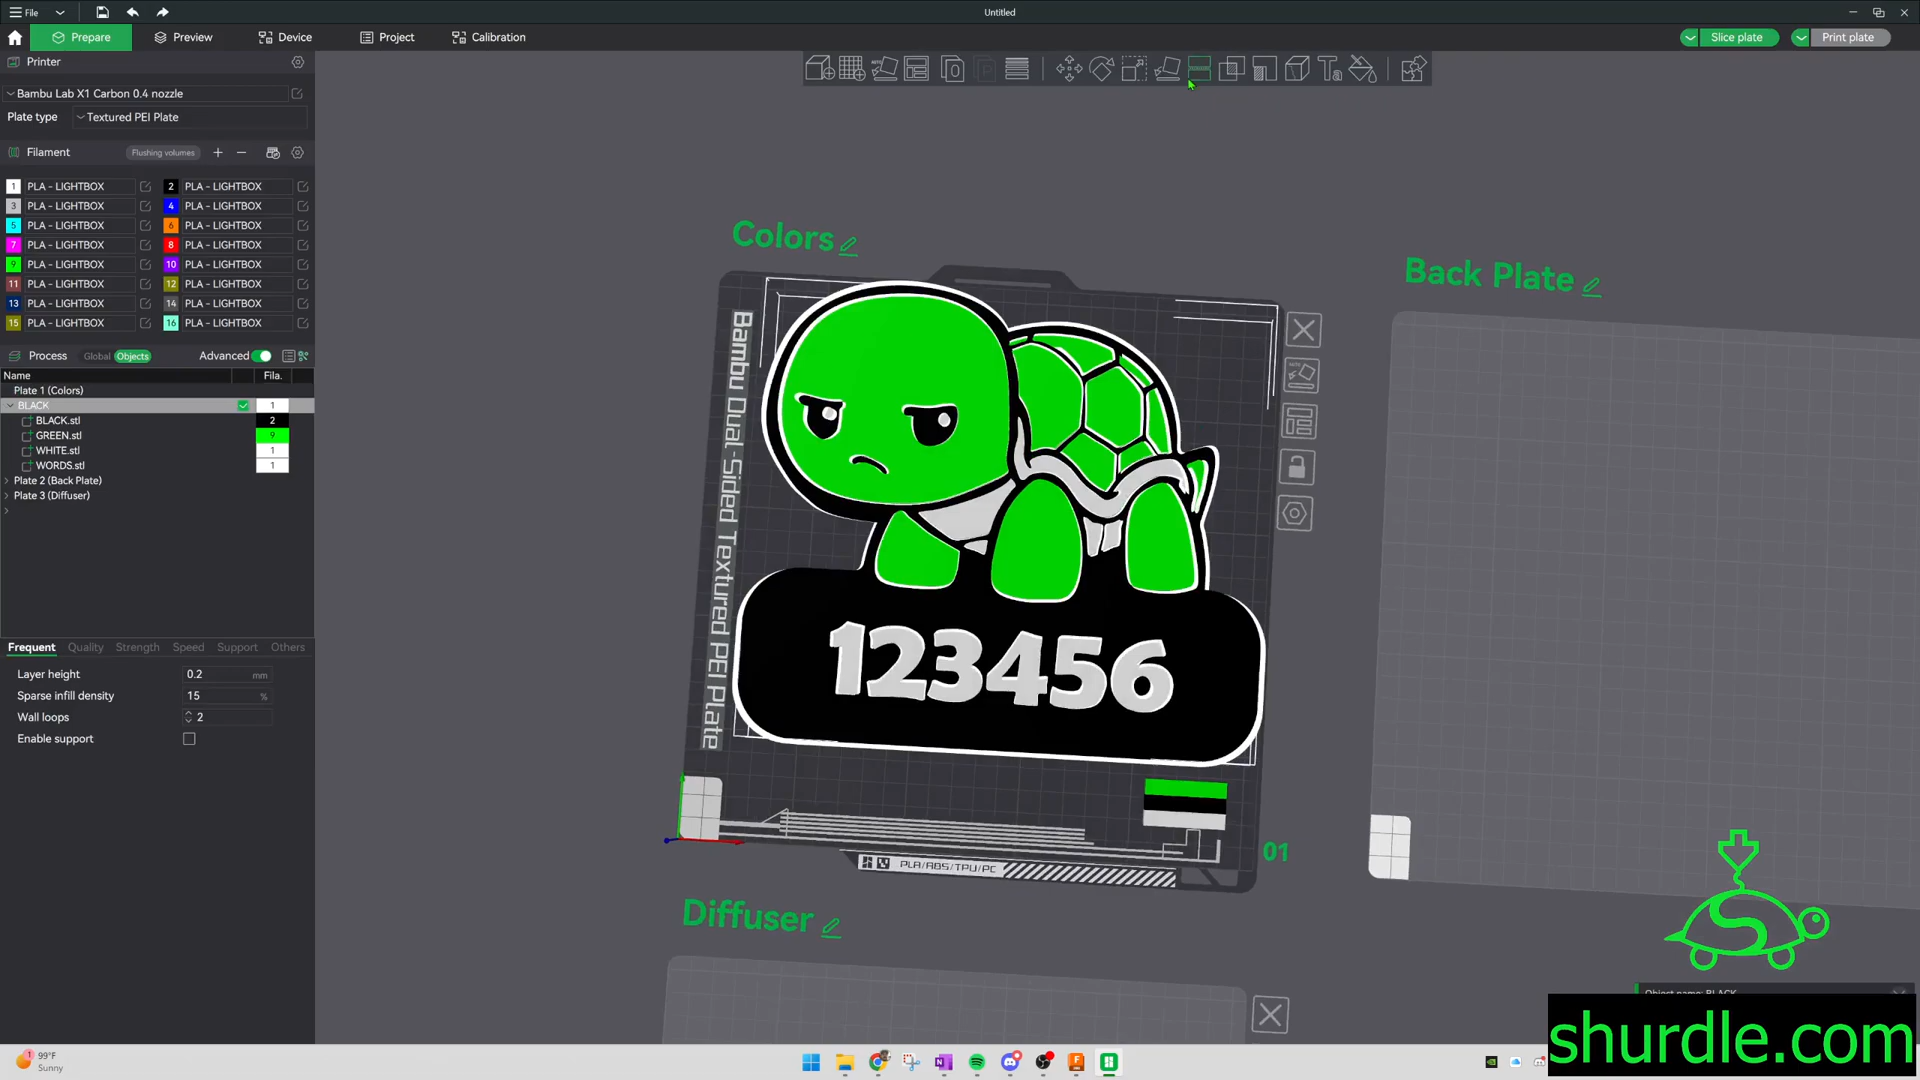 File
Untitled
Prepare
Preview
Device
Project
Calibration
Slice plate
Print plate
Printer
Bambu Lab X1 Carbon 0.4 nozzle
Plate type
Textured PEI Plate
Filament
Flushing volumes
1 PLA - LIGHTBOX
2 PLA - LIGHTBOX
3 PLA - LIGHTBOX
4 PLA - LIGHTBOX
5 PLA - LIGHTBOX
6 PLA - LIGHTBOX
7 PLA - LIGHTBOX
8 PLA - LIGHTBOX
9 PLA - LIGHTBOX
10 PLA - LIGHTBOX
11 PLA - LIGHTBOX
12 PLA - LIGHTBOX
13 PLA - LIGHTBOX
14 PLA - LIGHTBOX
15 PLA - LIGHTBOX
16 PLA - LIGHTBOX
Process
Global
Objects
Advanced
Name
Fila.
Plate 1 (Colors)
BLACK
1
BLACK.stl
2
GREEN.stl
9
WHITE.stl
1
WORDS.stl
1
Plate 2 (Back Plate)
Plate 3 (Diffuser)
Frequent
Quality
Strength
Speed
Support
Others
Layer height
0.2
mm
Sparse infill density
15
%
Wall loops
2
Enable support
Colors
Back Plate
Bambu Dual-Sided Textured PEI Plate
123456
PLA/ABS/TPU/PC
01
Diffuser
Object name: BLACK
shurdle.com
1
99°F
Sunny